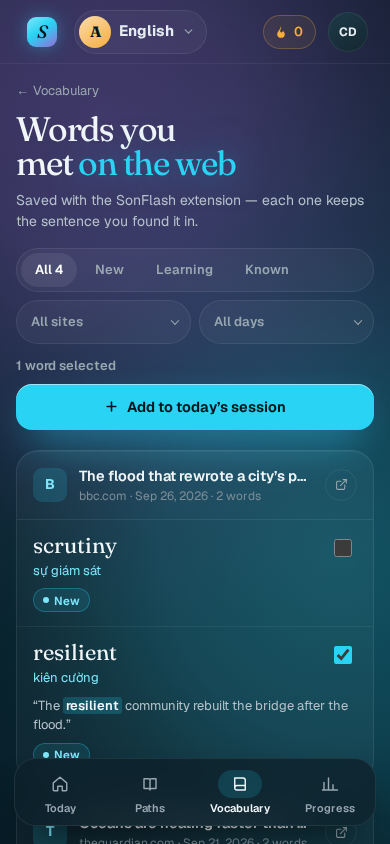 S
A English
0
CD
← Vocabulary
Words you
met on the web
Saved with the SonFlash extension — each one keeps
the sentence you found it in.
All 4 New Learning Known
All sites All days
1 word selected
+ Add to today's session
B The flood that rewrote a city's p...
bbc.com · Sep 26, 2026 · 2 words
scrutiny
sự giám sát
New
resilient
kiên cường
“The resilient community rebuilt the bridge after the
flood.”
New
Today Paths Vocabulary Progress
T
theguardian.com · Sep 21, 2026 · 2 words